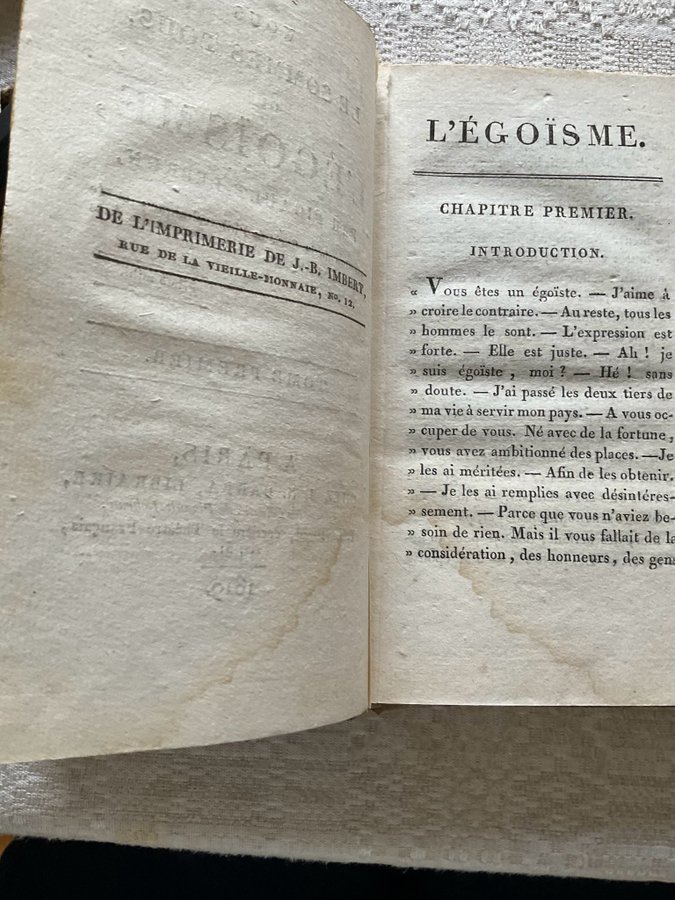 DE L'IMPRIMERIE DE J.-B. IMBERT,
RUE DE LA VIEILLE-MONNAIE, NO. 12.
L'ÉGOÏSME.
CHAPITRE PREMIER.
INTRODUCTION.
« Vous êtes un égoïste. — J'aime à
» croire le contraire. — Au reste, tous les
» hommes le sont. — L'expression est
» forte. — Elle est juste. — Ah ! je
» suis égoïste, moi ? — Hé ! sans
» doute. — J'ai passé les deux tiers de
» ma vie à servir mon pays. — A vous oc-
» cuper de vous. Né avec de la fortune,
» vous avez ambitionné des places. — Je
» les ai méritées. — Afin de les obtenir.
» — Je les ai remplies avec désintéres-
» sement. — Parce que vous n'aviez be-
» soin de rien. Mais il vous fallait de la
» considération, des honneurs, des gens